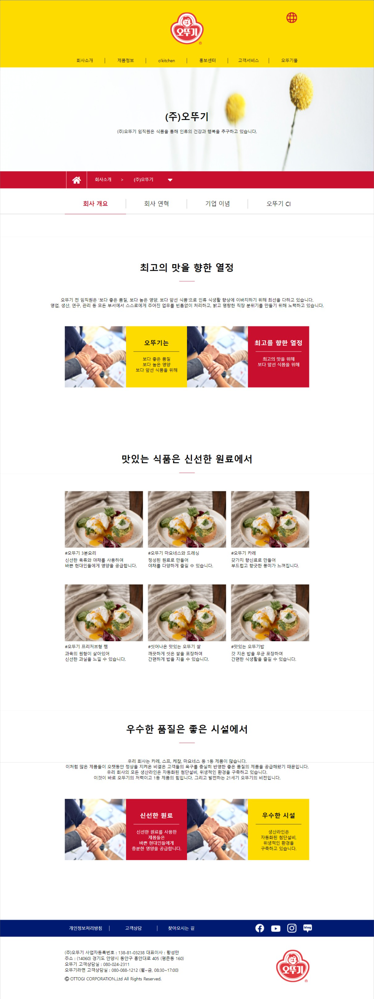 오뚜기
®
회사소개 | 제품정보 | o'kitchen | 홍보센터 | 고객서비스 | 오뚜기몰
(주)오뚜기
(주)오뚜기 임직원은 식품을 통해 인류의 건강과 행복을 추구하고 있습니다.
회사소개 > (주)오뚜기
회사 개요 | 회사 연혁 | 기업 이념 | 오뚜기 CI
최고의 맛을 향한 열정
오뚜기 전 임직원은 '보다 좋은 품질, 보다 높은 영양, 보다 앞선 식품'으로 인류 식생활 향상에 이바지하기 위해 최선을 다하고 있습니다.
영업, 생산, 연구, 관리 등 모든 부서에서 스스로에게 주어진 업무를 빈틈없이 처리하고, 밝고 명랑한 직장 분위기를 만들기 위해 노력하고 있습니다.
오뚜기는
보다 좋은 품질
보다 높은 영양
보다 앞선 식품을 위해
최고를 향한 열정
최고의 맛을 위해
보다 앞선 식품을 위해
맛있는 식품은 신선한 원료에서
#오뚜기 3분요리
신선한 육류와 야채를 사용하여
바쁜 현대인들에게 영양을 공급합니다.
#오뚜기 마요네스와 드레싱
정성된 원료로 만들어
야채를 다양하게 즐길 수 있습니다.
#오뚜기 카레
갖가지 향신료로 만들어
부드럽고 향긋한 풍미가 느껴집니다.
#오뚜기 프리저브형 쨈
과육의 원형이 살아있어
신선한 과실을 느낄 수 있습니다.
#씻어나온 맛있는 오뚜기 쌀
깨끗하게 씻은 쌀을 포장하여
간편하게 밥을 지을 수 있습니다.
#맛있는 오뚜기밥
갓 지은 밥을 무균 포장하여
간편한 식생활을 즐길 수 있습니다.
우수한 품질은 좋은 시설에서
우리 회사는 카레, 스프, 케찹, 마요네스 등 1등 제품이 많습니다.
이처럼 많은 제품들이 오랫동안 정상을 지켜온 비결은 고객들의 욕구를 충실히 반영한 좋은 품질의 제품을 공급해왔기 때문입니다.
우리 회사의 모든 생산라인은 자동화된 첨단설비, 위생적인 환경을 구축하고 있습니다.
이것이 바로 오뚜기의 저력이고 1등 제품의 힘입니다. 그리고 발전하는 21세기 오뚜기의 비전입니다.
신선한 원료
신선한 원료를 사용한
제품들은
바쁜 현대인들에게
충분한 영양을 공급합니다.
우수한 시설
생산라인은
자동화된 첨단설비,
위생적인 환경을
구축하고 있습니다.
개인정보처리방침 | 고객상담 | 찾아오시는 길
blog
(주)오뚜기 사업자등록번호 : 138-81-03238 대표이사 : 황성만
주소 : (14060) 경기도 안양시 동안구 흥안대로 405 (평촌동 160)
오뚜기 고객상담실 : 080-024-2311
오뚜기라면 고객상담실 : 080-088-1212 (월~금, 08:30~17:00)
© OTTOGI CORPORATION.,Ltd All Rights Reserved.
오뚜기
®